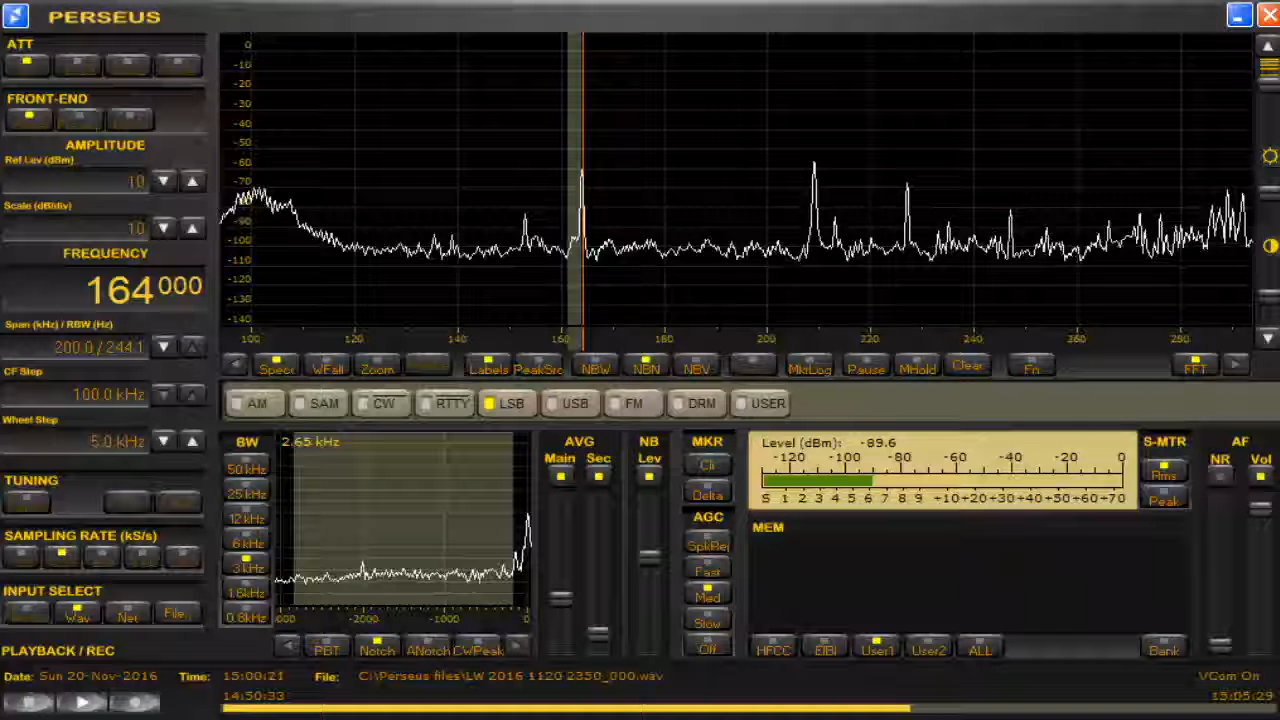 PERSEUS
ATT
FRONT-END
AMPLITUDE
Ref Lev (dBm)
10
Scale (dB/div)
10
FREQUENCY
164000
Span (kHz) / RBW (Hz)
200.0 / 244.1
CF Step
100.0 kHz
Wheel Step
5.0 kHz
TUNING
SAMPLING RATE (kS/s)
INPUT SELECT
Wav Net File..
PLAYBACK / REC
0
-10
-20
-30
-40
-50
-60
-70
-80
-90
-100
-110
-120
-130
-140
100 120 140 160 180 200 220 240 260 280
Spect WFall Zoom Labels PeakSrc NBW NBN NBV MkrLog Pause MHold Clear Fn FFT
AM SAM CW RTTY LSB USB FM DRM USER
BW
50 kHz
25 kHz
12 kHz
6 kHz
3 kHz
1.6kHz
0.8kHz
2.65 kHz
-2000 -1000 0
PBT Notch ANotch CWPeak
AVG
Main Sec
NB
Lev
MKR
Clr
Delta
AGC
Fast
Med
Slow
Off
Level (dBm): -89.6
-120 -100 -80 -60 -40 -20 0
S 1 2 3 4 5 6 7 8 9 +10+20+30+40+50+60+70
S-MTR
Rms
Peak
AF
NR Vol
MEM
HFCC EIBI User1 User2 ALL Bank
Date: Sun 20-Nov-2016 Time: 15:00:21 File: C:\Perseus files\LW 2016 1120 2350_000.wav VCom On
14:50:33 15:05:29